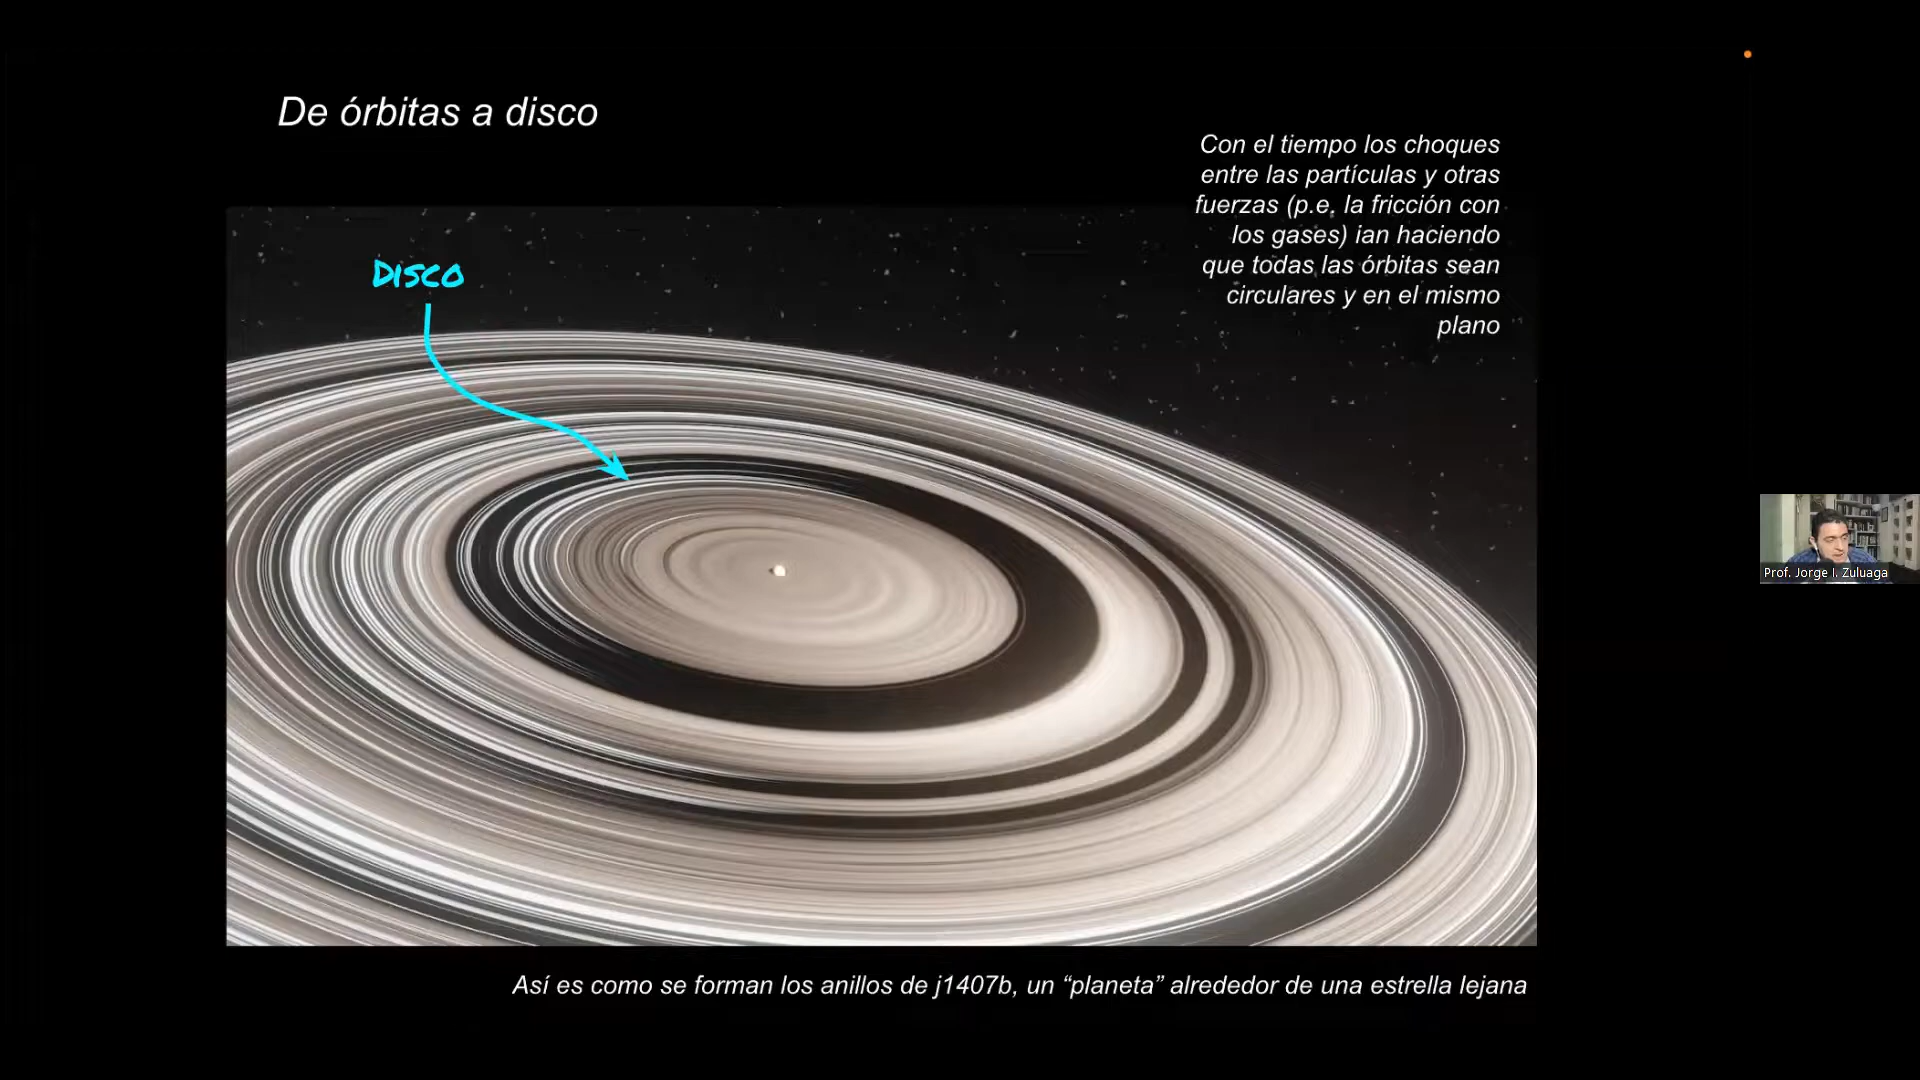 De órbitas a disco
Con el tiempo los choques
entre las partículas y otras
fuerzas (p.e. la fricción con
los gases) ian haciendo
que todas las órbitas sean
circulares y en el mismo
plano
DISCO
Prof. Jorge I. Zuluaga
Así es como se forman los anillos de j1407b, un “planeta” alrededor de una estrella lejana